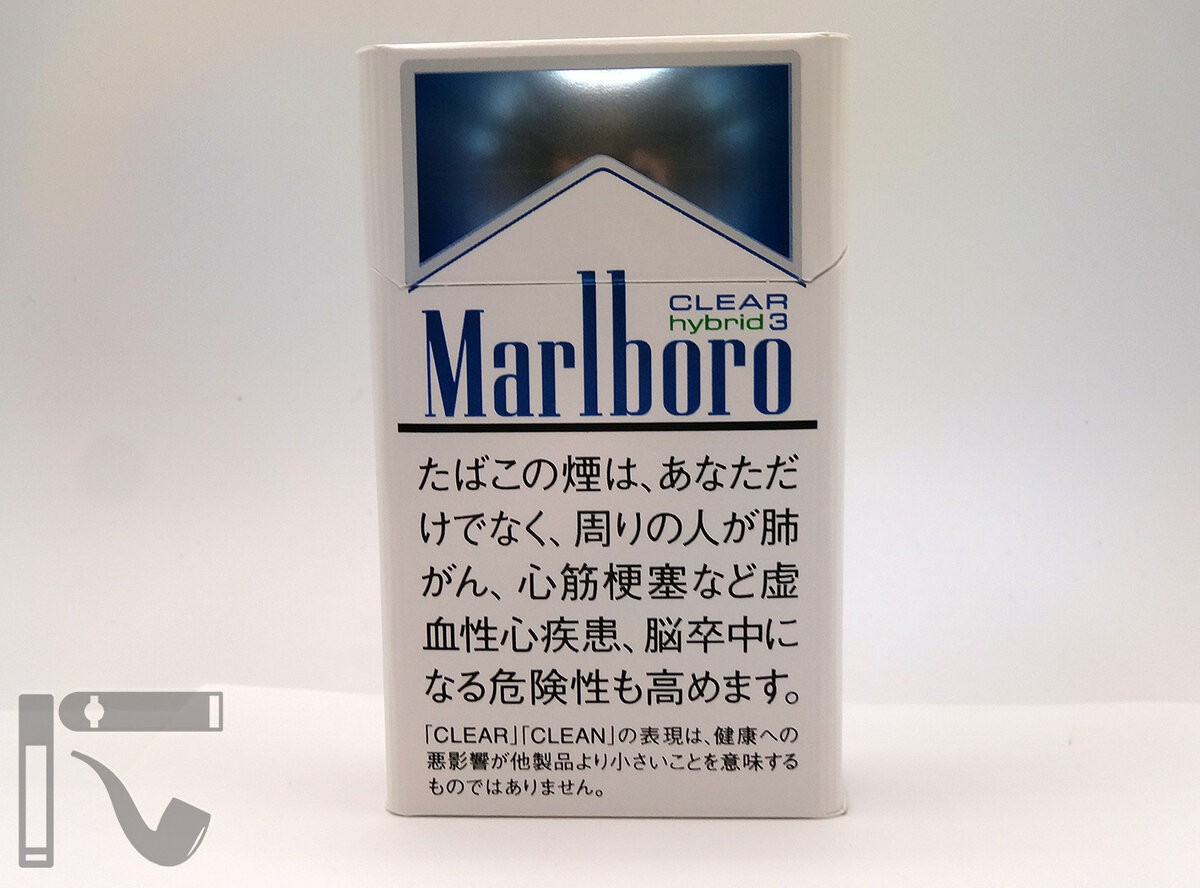 CLEAR
hybrid 3
Marlboro
たばこの煙は、あなただ
けでなく、周りの人が肺
がん、心筋梗塞など虚
血性心疾患、脳卒中に
なる危険性も高めます。
「CLEAR」「CLEAN」の表現は、健康への
悪影響が他製品より小さいことを意味する
ものではありません。